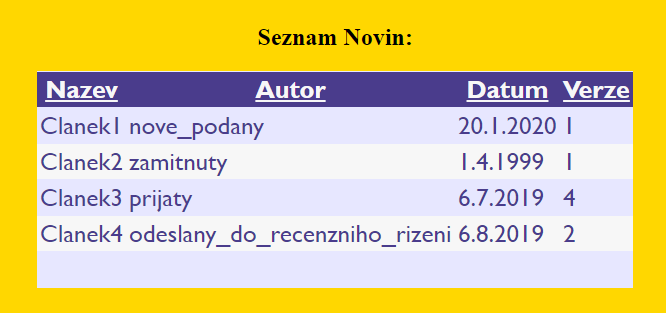 Seznam Novin:
Nazev Autor Datum Verze
Clanek1 nove_podany 20.1.2020 1
Clanek2 zamitnuty 1.4.1999 1
Clanek3 prijaty 6.7.2019 4
Clanek4 odeslany_do_recenzniho_rizeni 6.8.2019 2